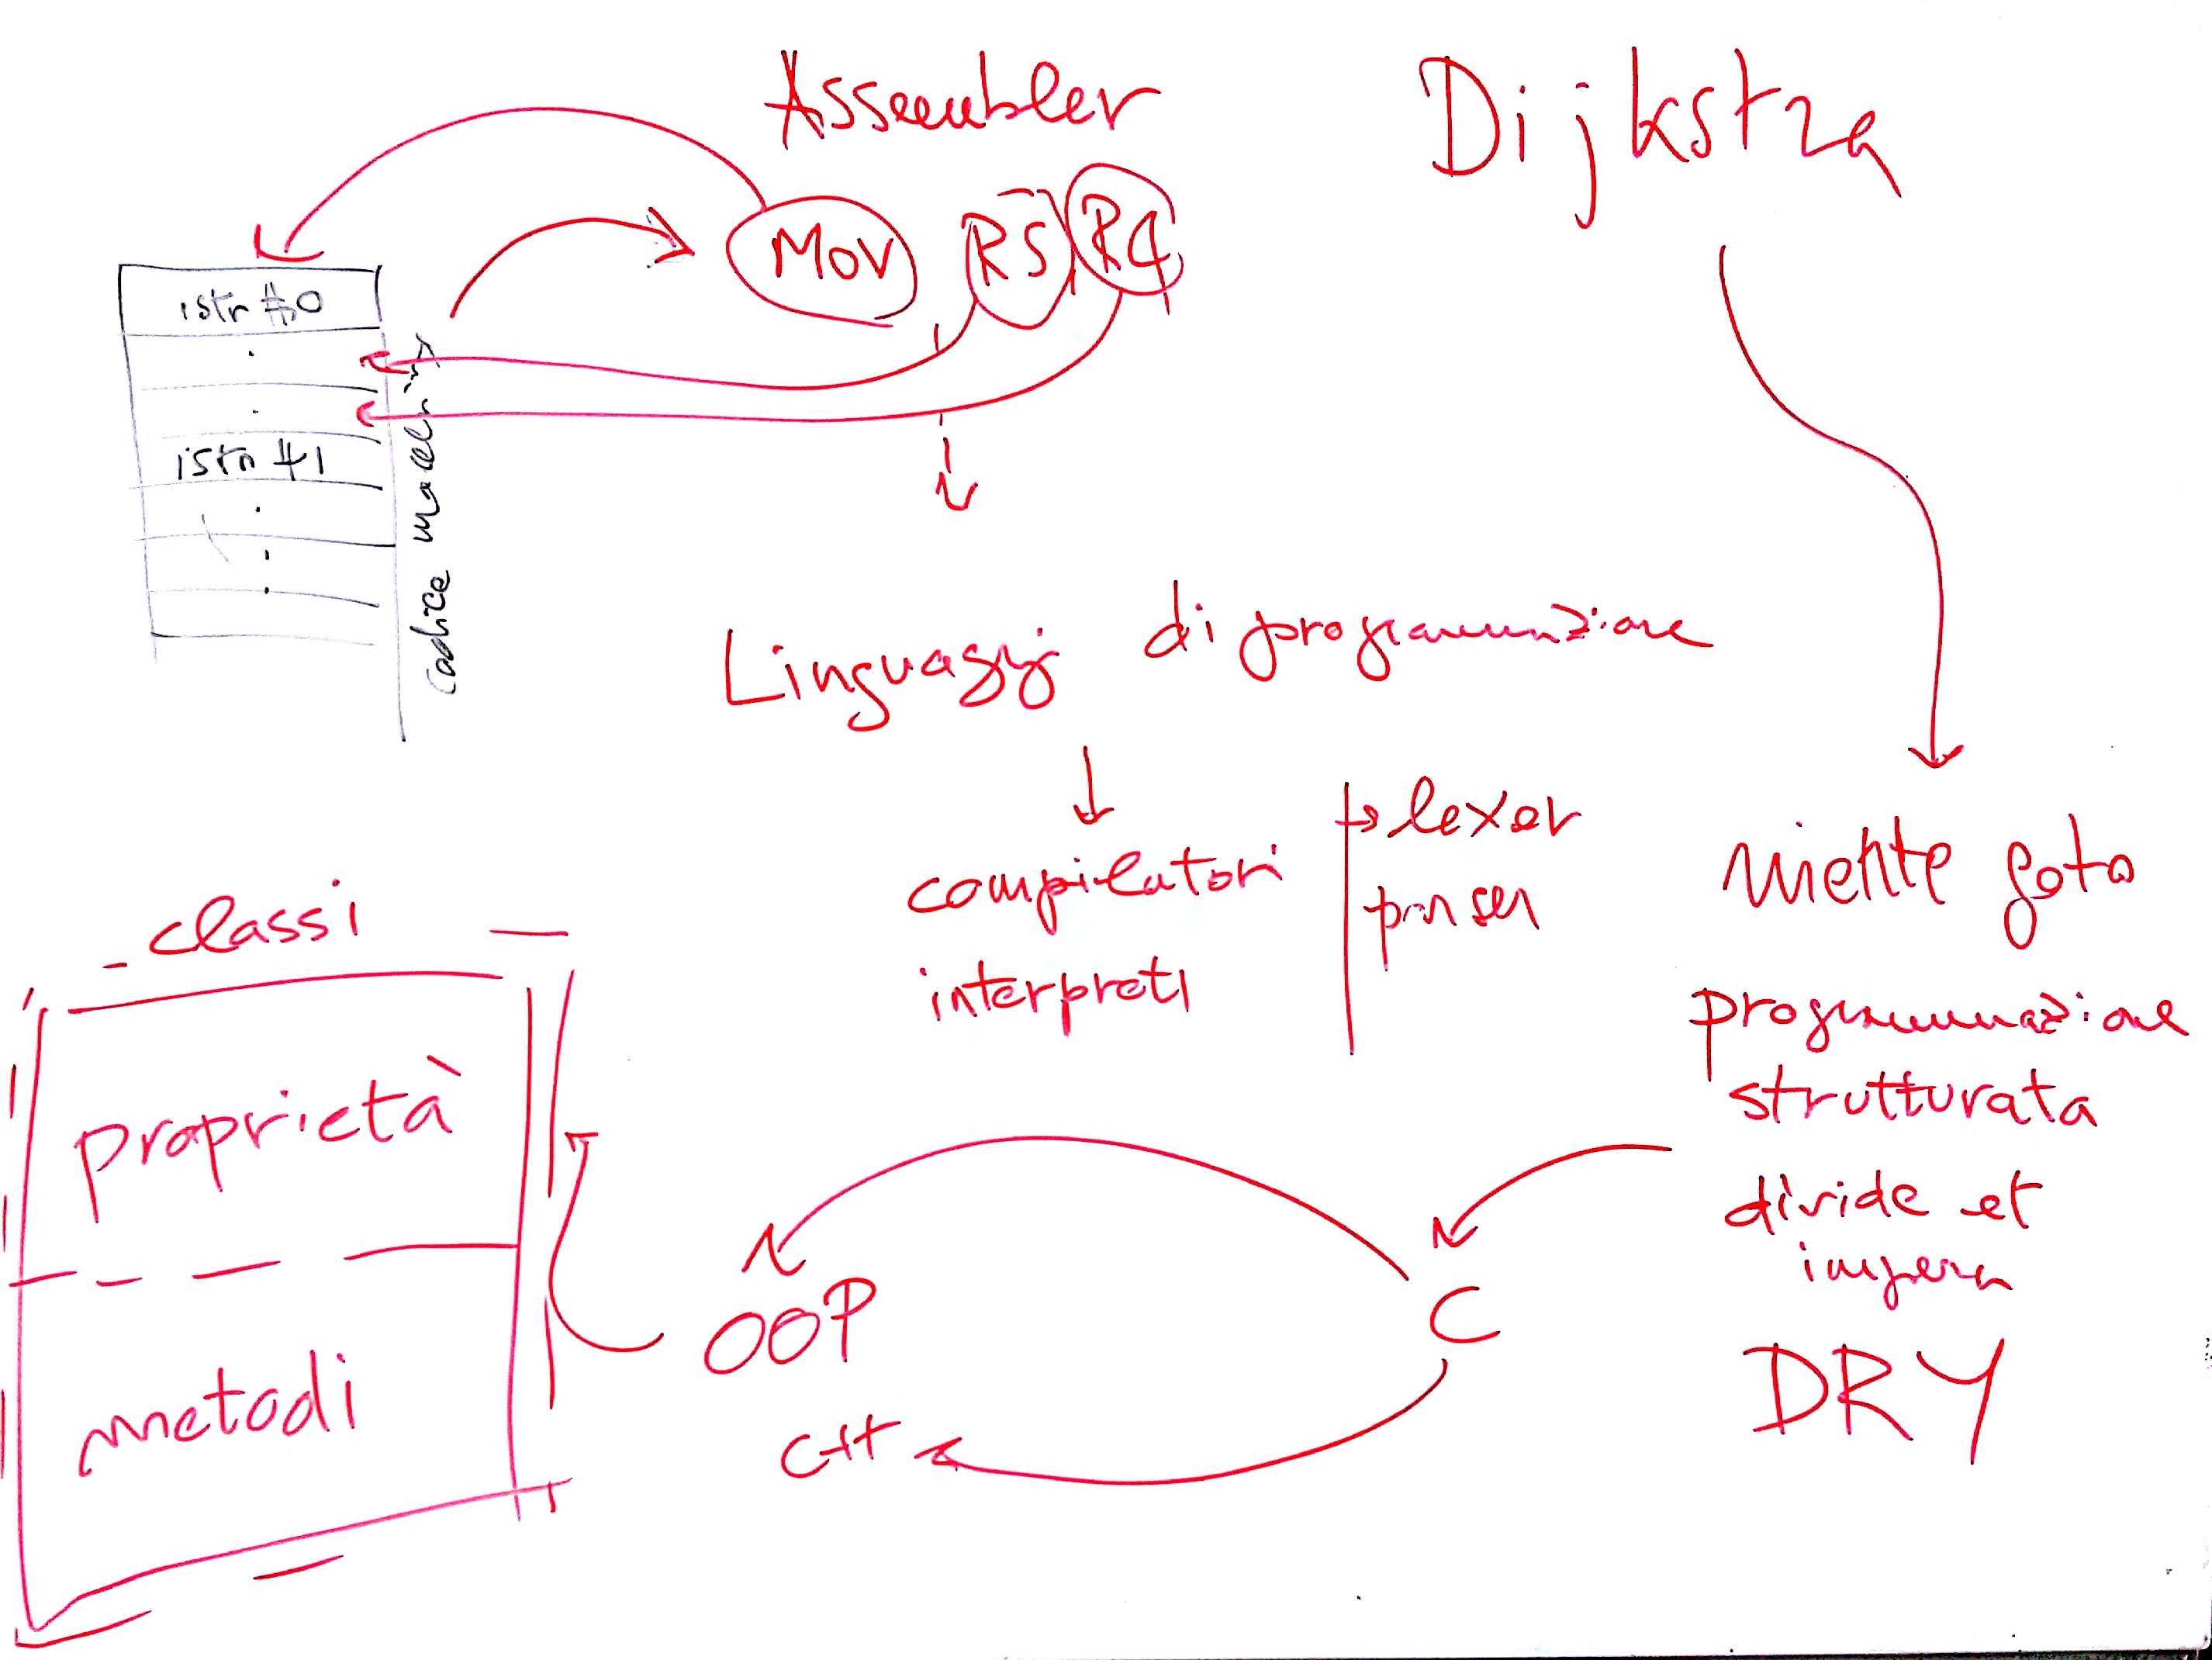 Assembler
Dijkstra
MOV R5, R4
istr #0
istr #1
codice macchina
Linguaggi di programmazione
compilatori
interpreti
lexer
parser
niente goto
programmazione
strutturata
divide et
impera
DRY
C
OOP
C++
classi
proprietà
metodi